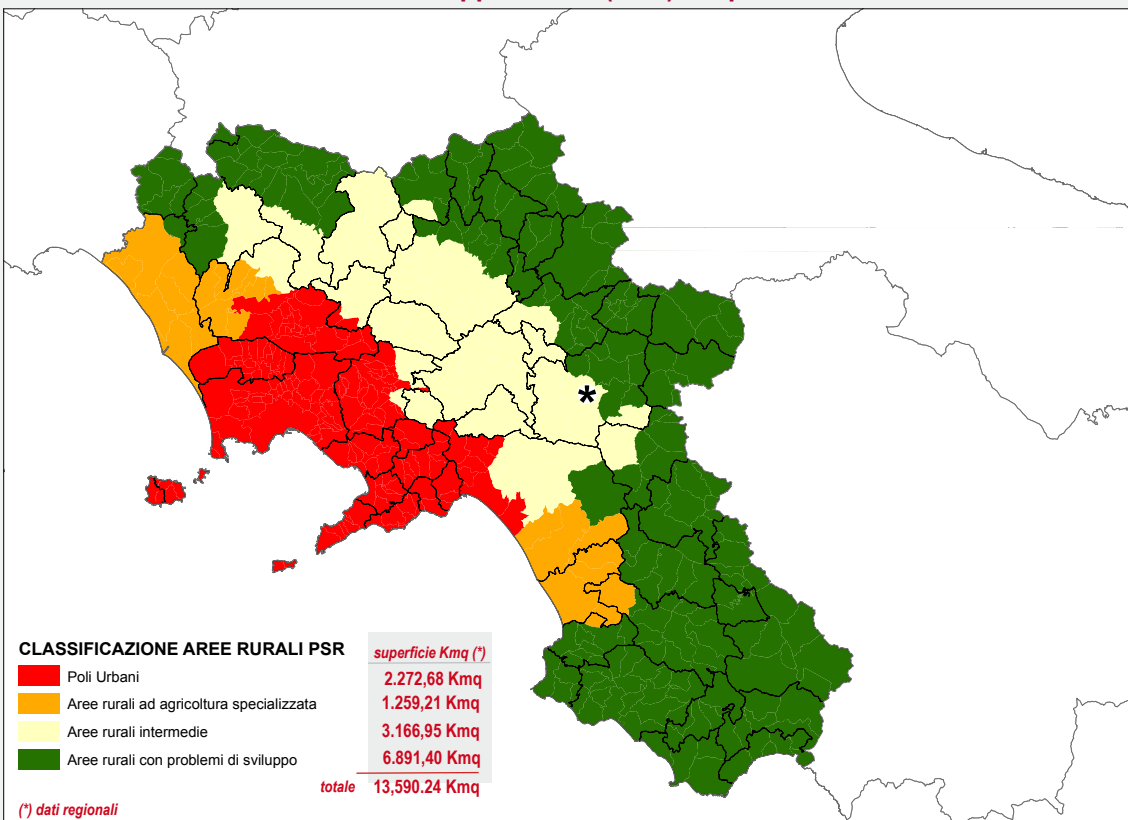 CLASSIFICAZIONE AREE RURALI PSR
superficie Kmq (*)
Poli Urbani
2.272,68 Kmq
Aree rurali ad agricoltura specializzata
1.259,21 Kmq
Aree rurali intermedie
3.166,95 Kmq
Aree rurali con problemi di sviluppo
6.891,40 Kmq
totale 13,590.24 Kmq
(*) dati regionali
*